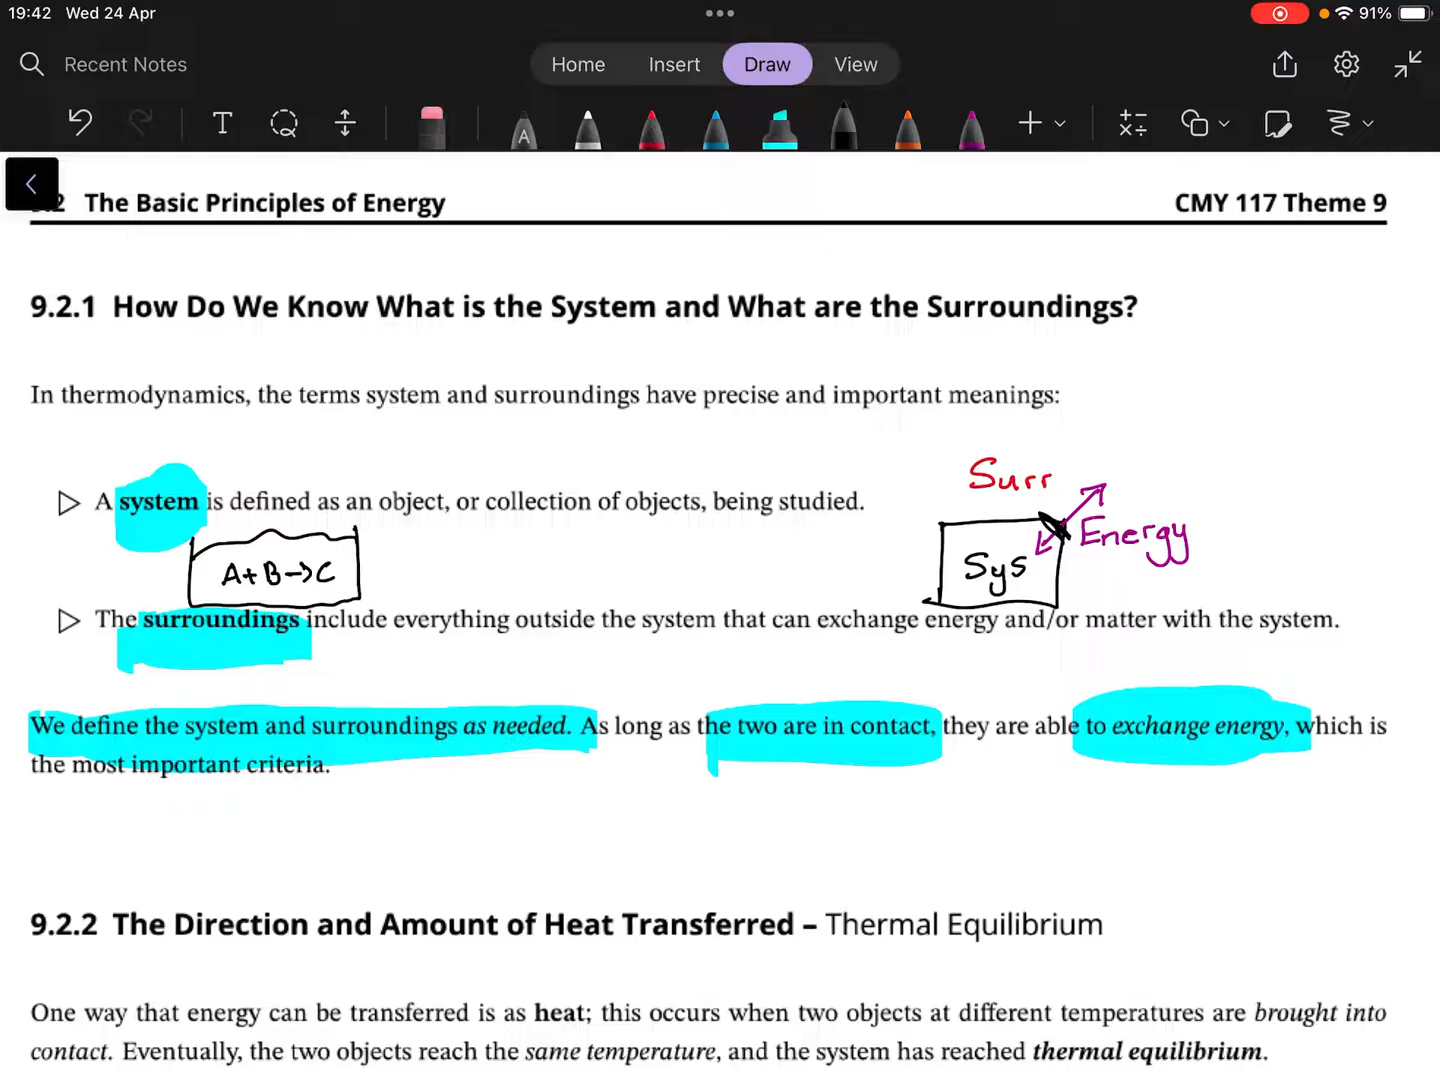 19:42 Wed 24 Apr
91%
Recent Notes
Home Insert Draw View
T
A
9.2 The Basic Principles of Energy
CMY 117 Theme 9
9.2.1 How Do We Know What is the System and What are the Surroundings?
In thermodynamics, the terms system and surroundings have precise and important meanings:
Surr
A system is defined as an object, or collection of objects, being studied.
Energy
Sys
A+B→C
The surroundings include everything outside the system that can exchange energy and/or matter with the system.
We define the system and surroundings as needed. As long as the two are in contact, they are able to exchange energy, which is
the most important criteria.
9.2.2 The Direction and Amount of Heat Transferred – Thermal Equilibrium
One way that energy can be transferred is as heat; this occurs when two objects at different temperatures are brought into
contact. Eventually, the two objects reach the same temperature, and the system has reached thermal equilibrium.